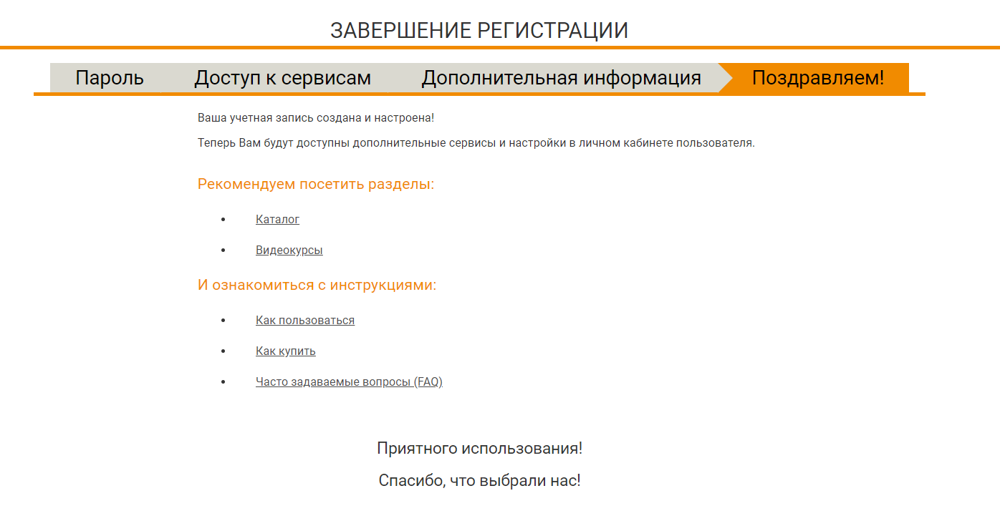 ЗАВЕРШЕНИЕ РЕГИСТРАЦИИ
Пароль Доступ к сервисам Дополнительная информация Поздравляем!
Ваша учетная запись создана и настроена!
Теперь Вам будут доступны дополнительные сервисы и настройки в личном кабинете пользователя.
Рекомендуем посетить разделы:
• Каталог
• Видеокурсы
И ознакомиться с инструкциями:
• Как пользоваться
• Как купить
• Часто задаваемые вопросы (FAQ)
Приятного использования!
Спасибо, что выбрали нас!